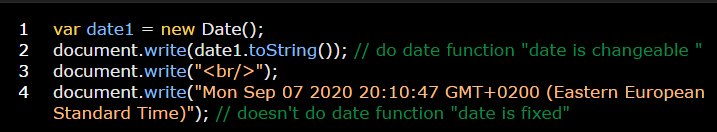 1 var date1 = new Date();
2 document.write(date1.toString()); // do date function "date is changeable "
3 document.write("<br/>");
4 document.write("Mon Sep 07 2020 20:10:47 GMT+0200 (Eastern European
Standard Time)"); // doesn't do date function "date is fixed"